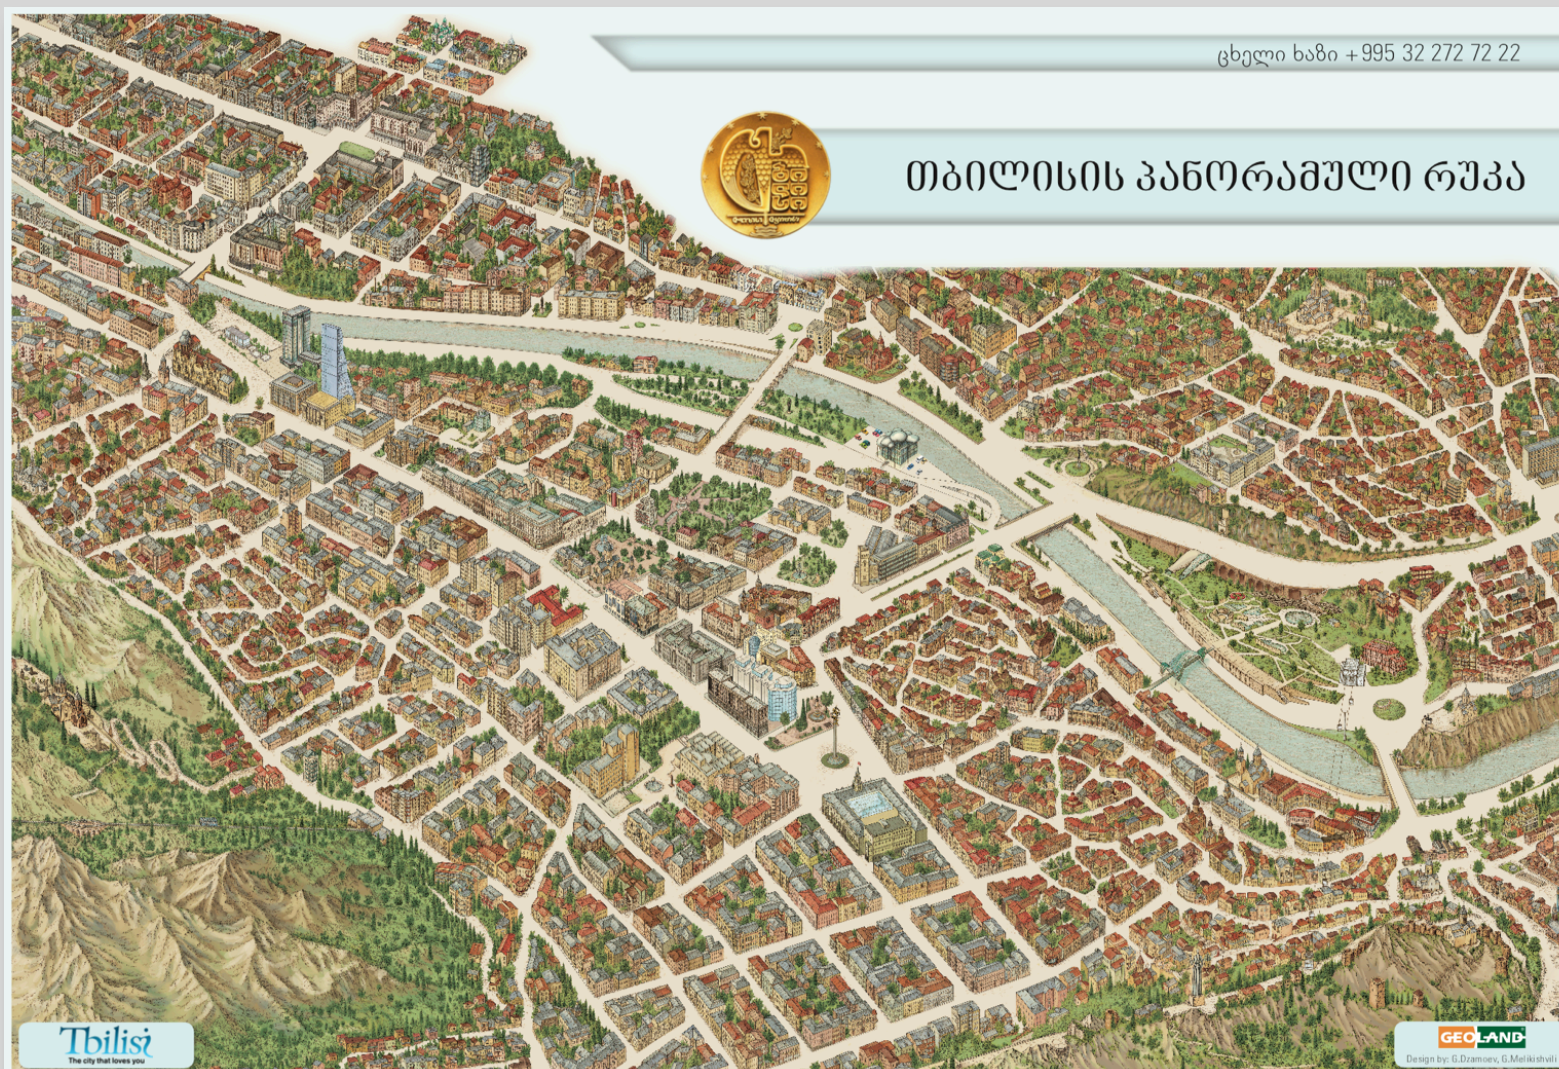 ცხელი ხაზი +995 32 272 72 22
თბილისის პანორამული რუკა
Tbilisi
The city that loves you
GEOLAND
Design by: G.Dzamoev, G.Melikishvili